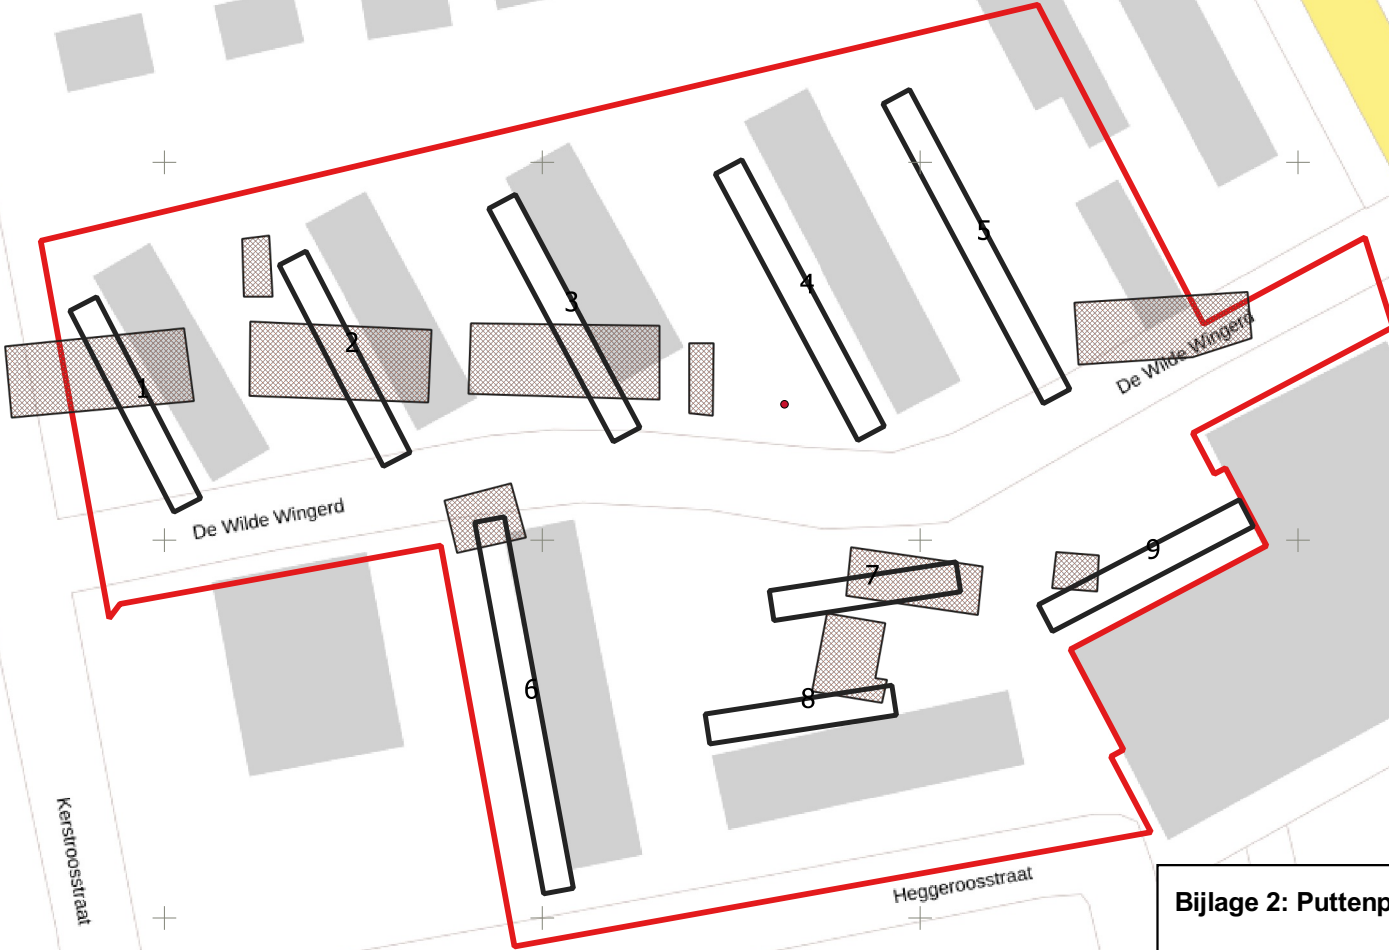 5
4
3
2
De Wilde Wingerd
1
De Wilde Wingerd
9
7
6
8
Kerstroosstraat
Heggeroosstraat
Bijlage 2: Puttenp